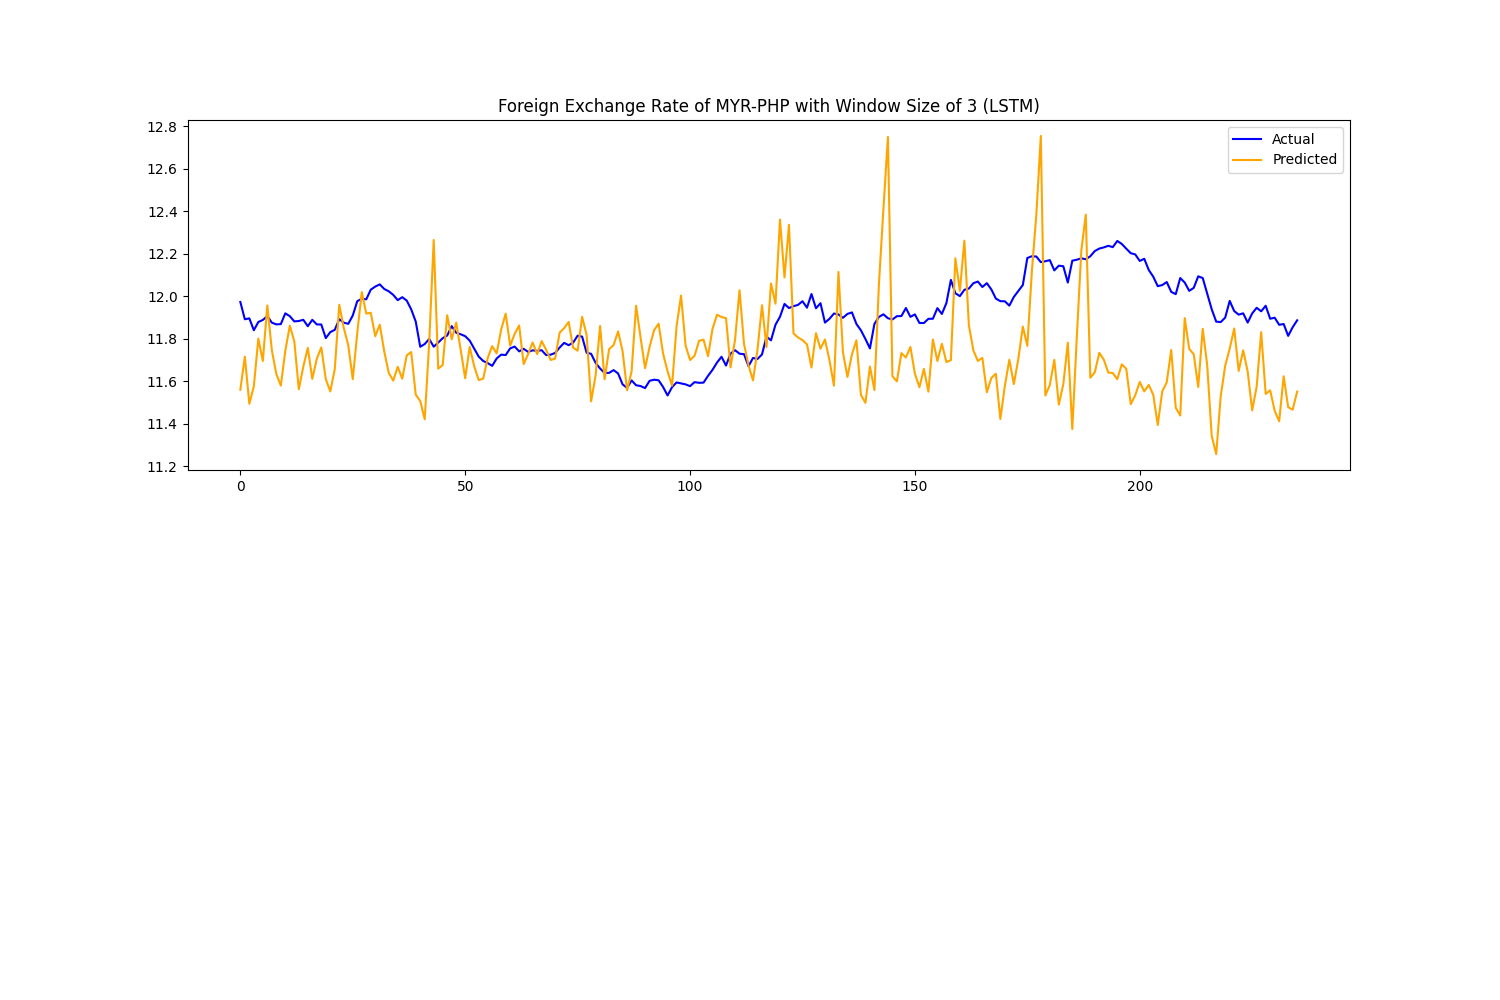 Foreign Exchange Rate of MYR-PHP with Window Size of 3 (LSTM)
12.8
12.6
12.4
12.2
12.0
11.8
11.6
11.4
11.2
Actual
Predicted
0 50 100 150 200